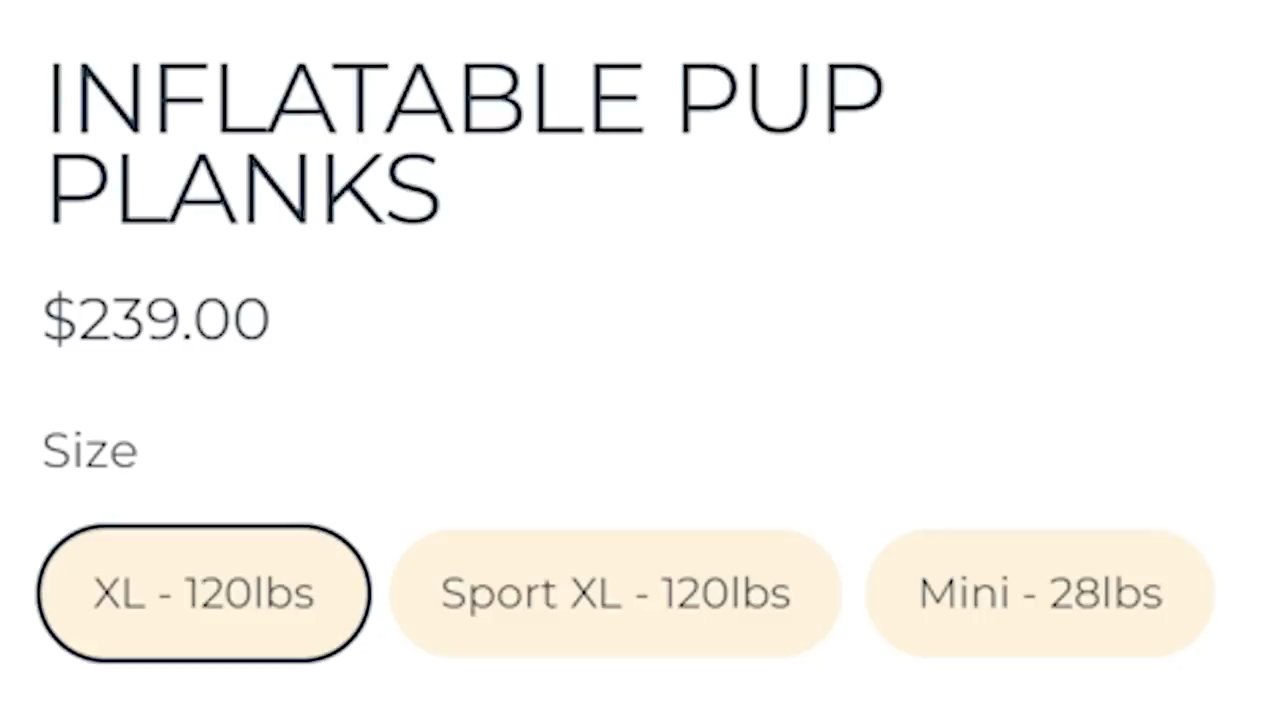 INFLATABLE PUP
PLANKS
$239.00
Size
XL - 120lbs
Sport XL - 120lbs
Mini - 28lbs